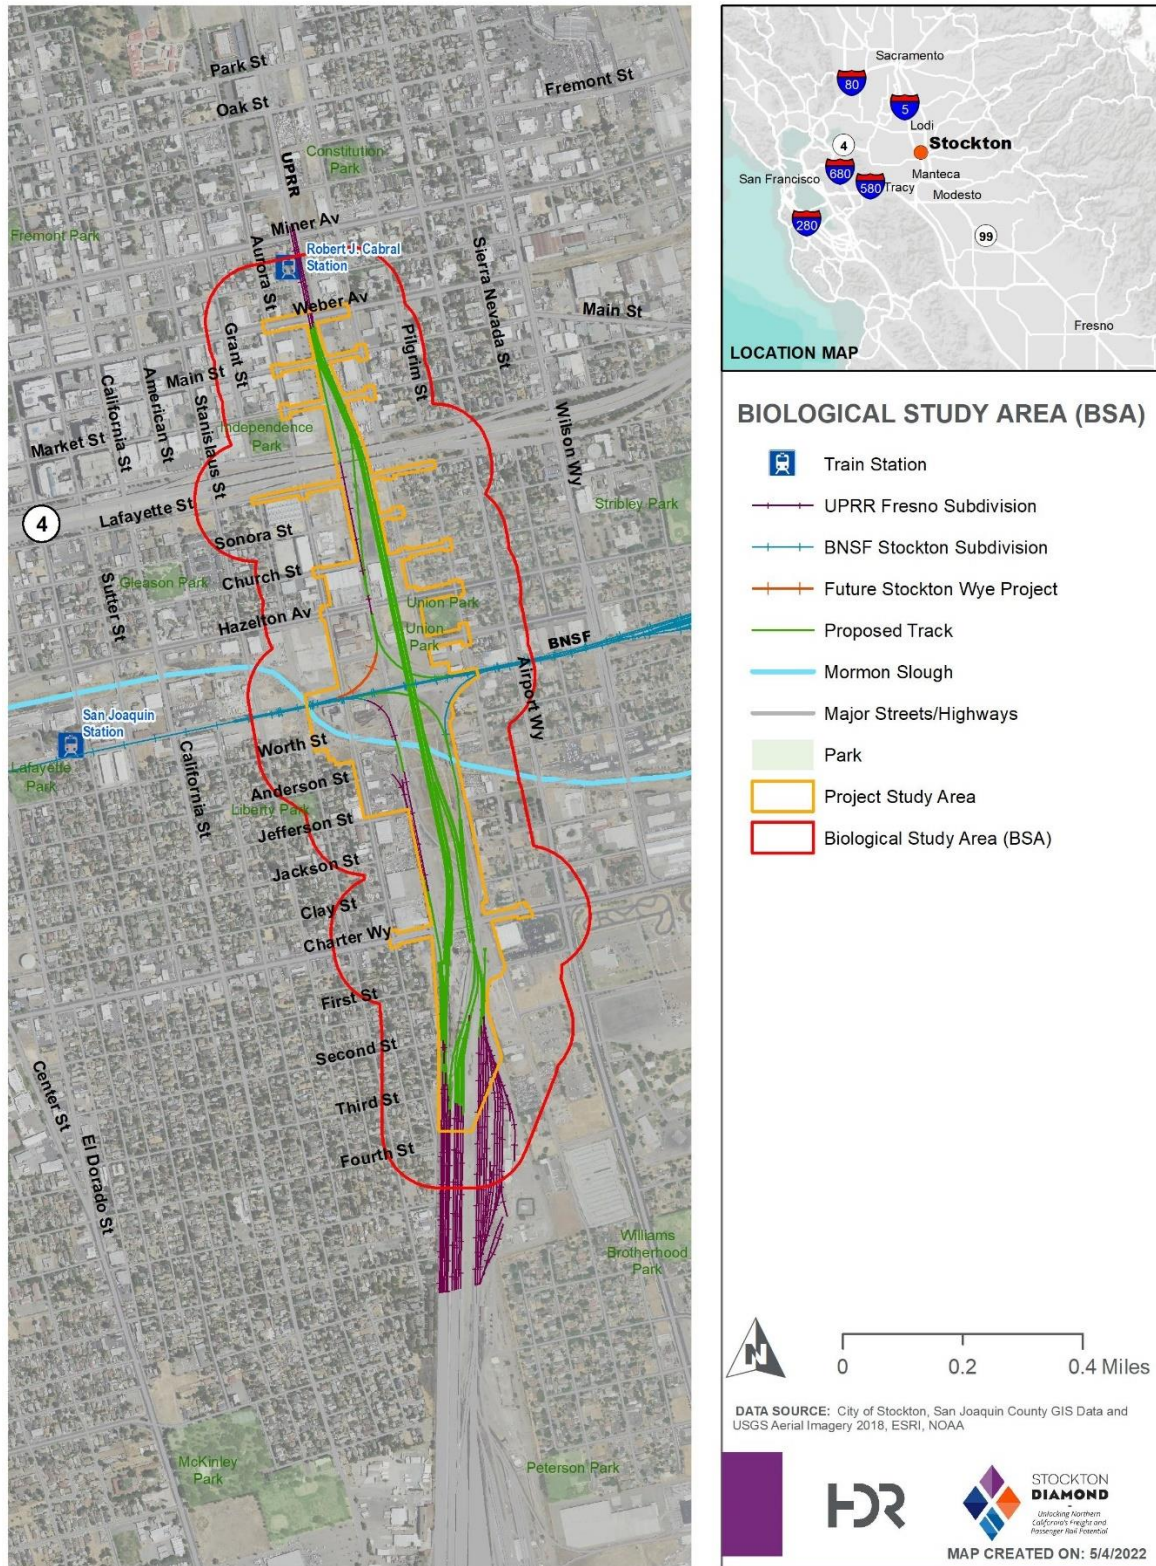 Park St
Fremont St
Oak St
Constitution
Park
UPRR
Miner Av
Fremont Park
Robert J. Cabral
Station
Aurora St
Sierra Nevada St
Weber Av
Main St
Grant St
Pilgrim St
Main St
American St
California St
Stanislaus St
Independence
Park
Market St
Wilson Wy
Lafayette St
4
Stribley Park
Sonora St
Church St
Gleason Park
Sutter St
Hazelton Av
Union Park
Union
Park
BNSF
Airport Wy
San Joaquin
Station
Worth St
California St
Lafayette
Park
Anderson St
Liberty Park
Jefferson St
Jackson St
Clay St
Charter Wy
First St
Second St
Center St
Third St
El Dorado St
Fourth St
Williams
Brotherhood
Park
McKinley
Park
Peterson Park
Sacramento
80
5
Lodi
4
Stockton
San Francisco
680
580
Tracy
Manteca
Modesto
280
99
Fresno
LOCATION MAP
BIOLOGICAL STUDY AREA (BSA)
Train Station
UPRR Fresno Subdivision
BNSF Stockton Subdivision
Future Stockton Wye Project
Proposed Track
Mormon Slough
Major Streets/Highways
Park
Project Study Area
Biological Study Area (BSA)
N
0 0.2 0.4 Miles
DATA SOURCE: City of Stockton, San Joaquin County GIS Data and
USGS Aerial Imagery 2018, ESRI, NOAA
HDR
STOCKTON
DIAMOND
Unlocking Northern
California's Freight and
Passenger Rail Potential
MAP CREATED ON: 5/4/2022